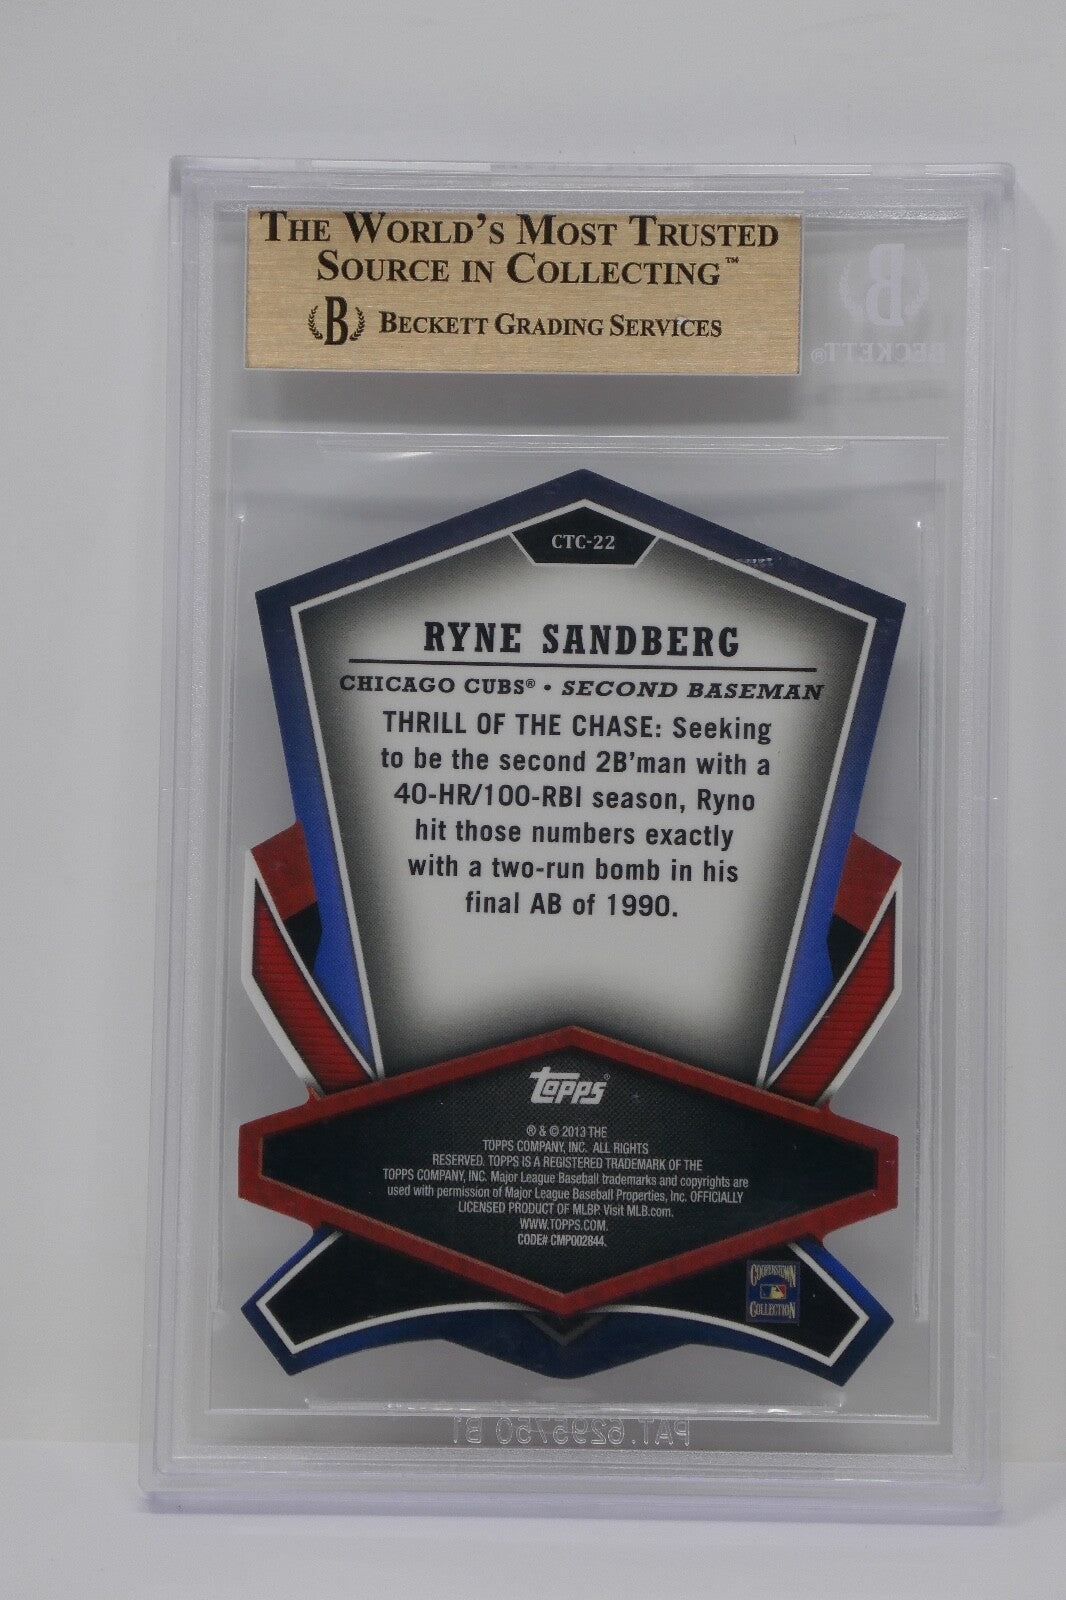 THE WORLD'S MOST TRUSTED
SOURCE IN COLLECTING™
B BECKETT GRADING SERVICES
B
BECKETT®
CTC-22
RYNE SANDBERG
CHICAGO CUBS® • SECOND BASEMAN
THRILL OF THE CHASE: Seeking
to be the second 2B'man with a
40-HR/100-RBI season, Ryno
hit those numbers exactly
with a two-run bomb in his
final AB of 1990.
Topps®
® & © 2013 THE
TOPPS COMPANY, INC. ALL RIGHTS
RESERVED. TOPPS IS A REGISTERED TRADEMARK OF THE
TOPPS COMPANY, INC. Major League Baseball trademarks and copyrights are
used with permission of Major League Baseball Properties, Inc. OFFICIALLY
LICENSED PRODUCT OF MLBP. Visit MLB.com.
WWW.TOPPS.COM.
CODE# CMP002844.
COOPERSTOWN
COLLECTION
PAT. 6295750 B1